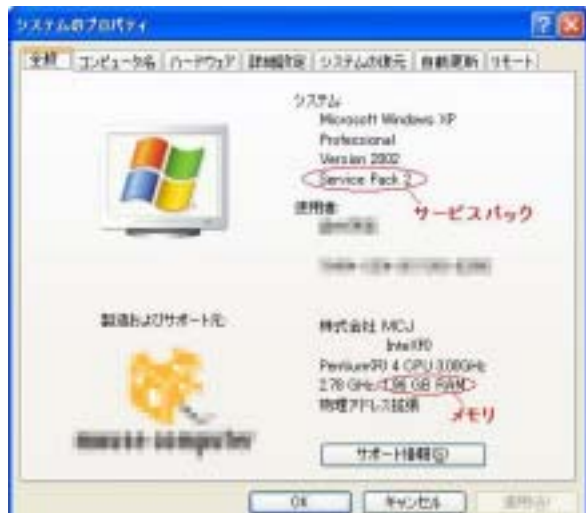 システムのプロパティ
全般 コンピュータ名 ハードウェア 詳細設定 システムの復元 自動更新 リモート
システム
Microsoft Windows XP
Professional
Version 2002
Service Pack 2
サービスパック
使用者
製造およびサポート元:
株式会社 MCJ
Intel(R)
Pentium(R) 4 CPU 3.00GHz
2.78 GHz, GB RAM
物理アドレス拡張
メモリ
mouse computer
サポート情報(S)
OK キャンセル 適用(A)